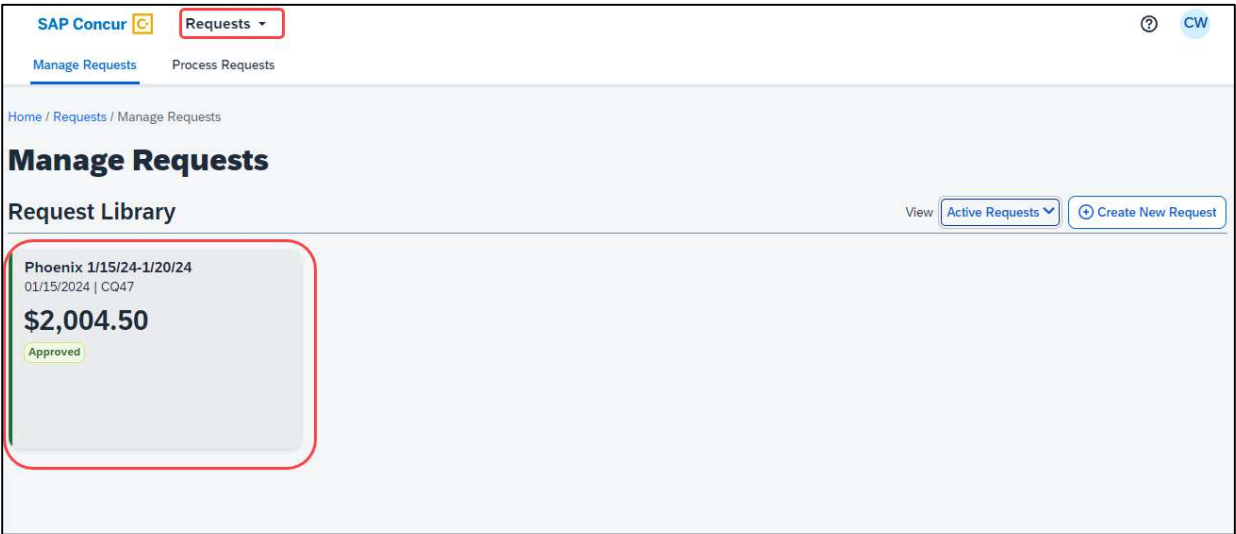 SAP Concur C Requests
CW
Manage Requests Process Requests
Home / Requests / Manage Requests
Manage Requests
Request Library View Active Requests Create New Request
Phoenix 1/15/24-1/20/24
01/15/2024 | CQ47
$2,004.50
Approved